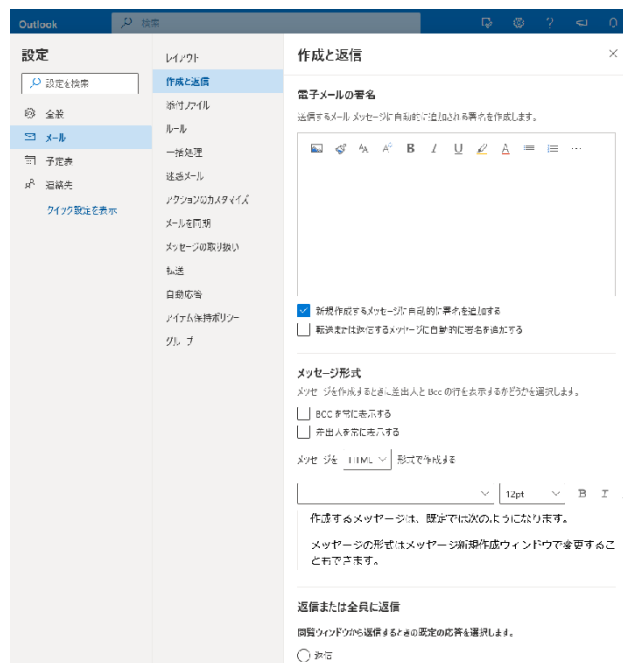 Outlook
検索
設定
設定を検索
全般
メール
予定表
連絡先
クイック設定を表示
レイアウト
作成と返信
添付ファイル
ルール
一括処理
迷惑メール
アクションのカスタマイズ
メールを同期
メッセージの取り扱い
転送
自動応答
アイテム保持ポリシー
グループ
作成と返信
電子メールの署名
送信するメール メッセージに自動的に追加される署名を作成します。
B I U A
新規作成するメッセージに自動的に署名を追加する
転送または返信するメッセージに自動的に署名を追加する
メッセージ形式
メッセージを作成するときに差出人と Bcc の行を表示するかどうかを選択します。
BCC を常に表示する
差出人を常に表示する
メッセージを HTML 形式で作成する
12pt B I
作成するメッセージは、既定では次のようになります。
メッセージの形式はメッセージ新規作成ウィンドウで変更するこ
ともできます。
返信または全員に返信
閲覧ウィンドウから返信するときの既定の応答を選択します。
返信